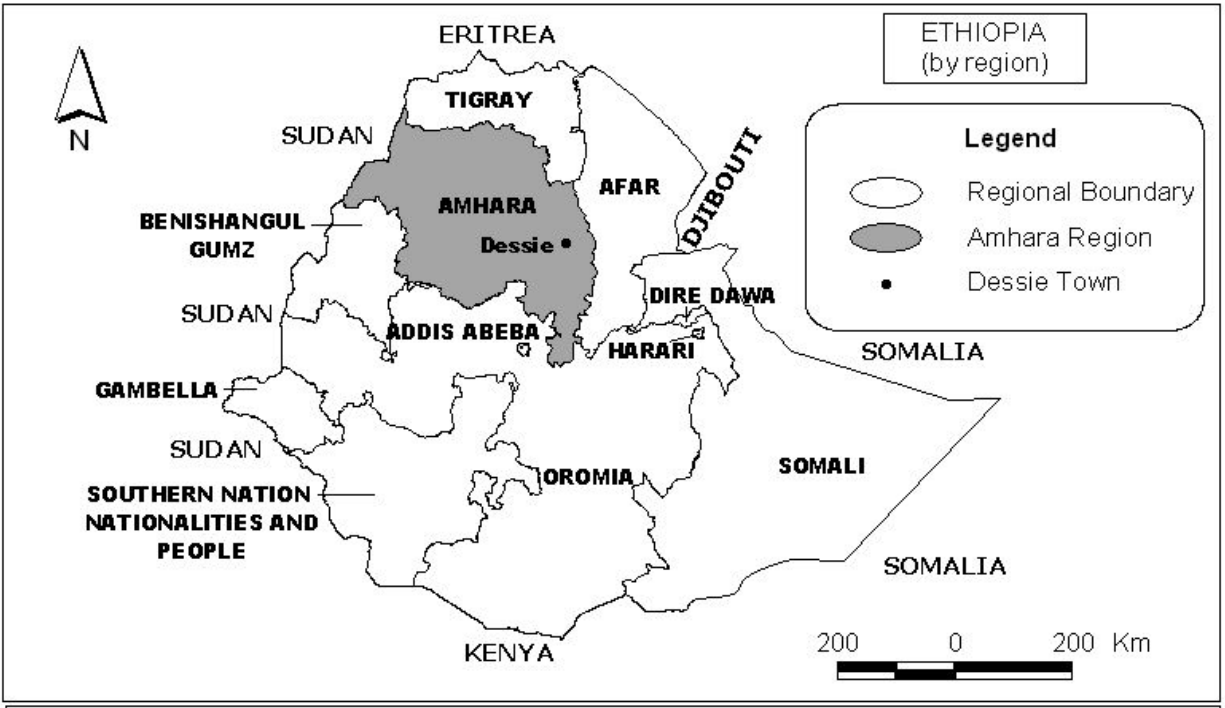 ERITREA
ETHIOPIA
(by region)
N
TIGRAY
SUDAN
Legend
AFAR
DJIBOUTI
Regional Boundary
AMHARA
BENISHANGUL
GUMZ
Dessie
Amhara Region
Dessie Town
DIRE DAWA
SUDAN
ADDIS ABEBA
HARARI
SOMALIA
GAMBELLA
SUDAN
SOMALI
OROMIA
SOUTHERN NATION
NATIONALITIES AND
PEOPLE
SOMALIA
KENYA
200 0 200 Km